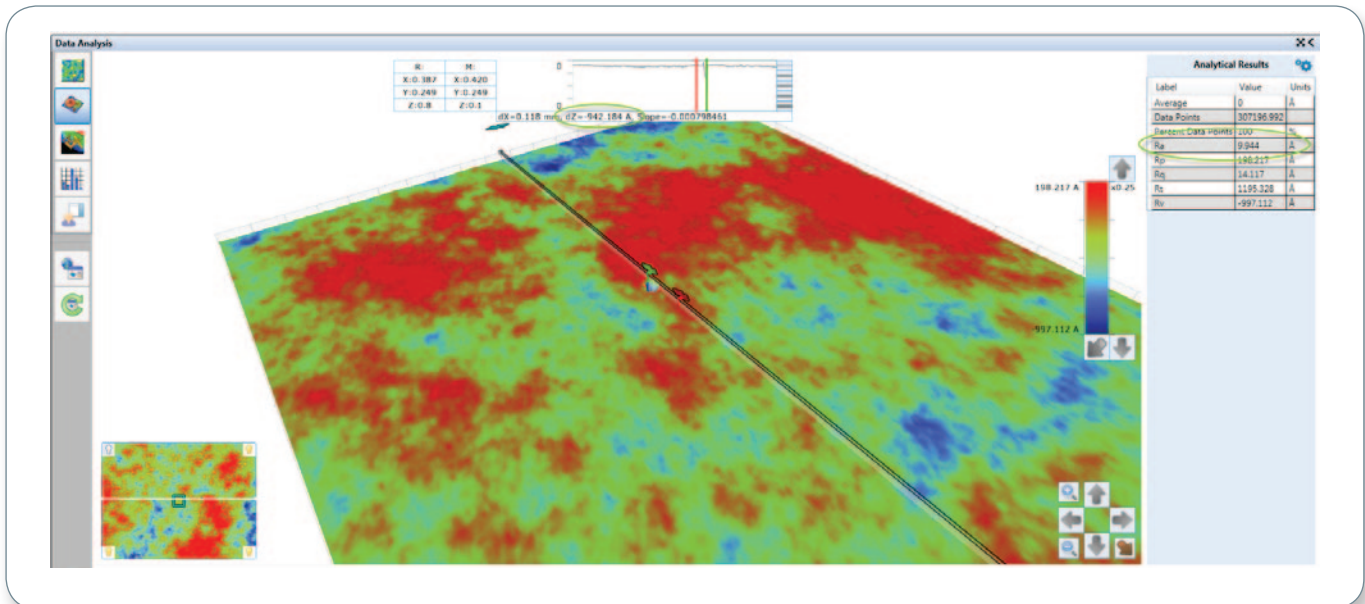 Data Analysis
R: M:
X:0.387 X:0.420
Y:0.249 Y:0.249
Z:0.8 Z:0.1
0
0
dX=0.118 mm, dZ=-942.184 A, Slope=-0.000798461
198.217 A x0.25
-997.112 A
Analytical Results
Label Value Units
Average 0 Å
Data Points 307196.992
Percent Data Points 100 %
Ra 9.944 Å
Rp 198.217 Å
Rq 14.117 Å
Rt 1195.328 Å
Rv -997.112 Å